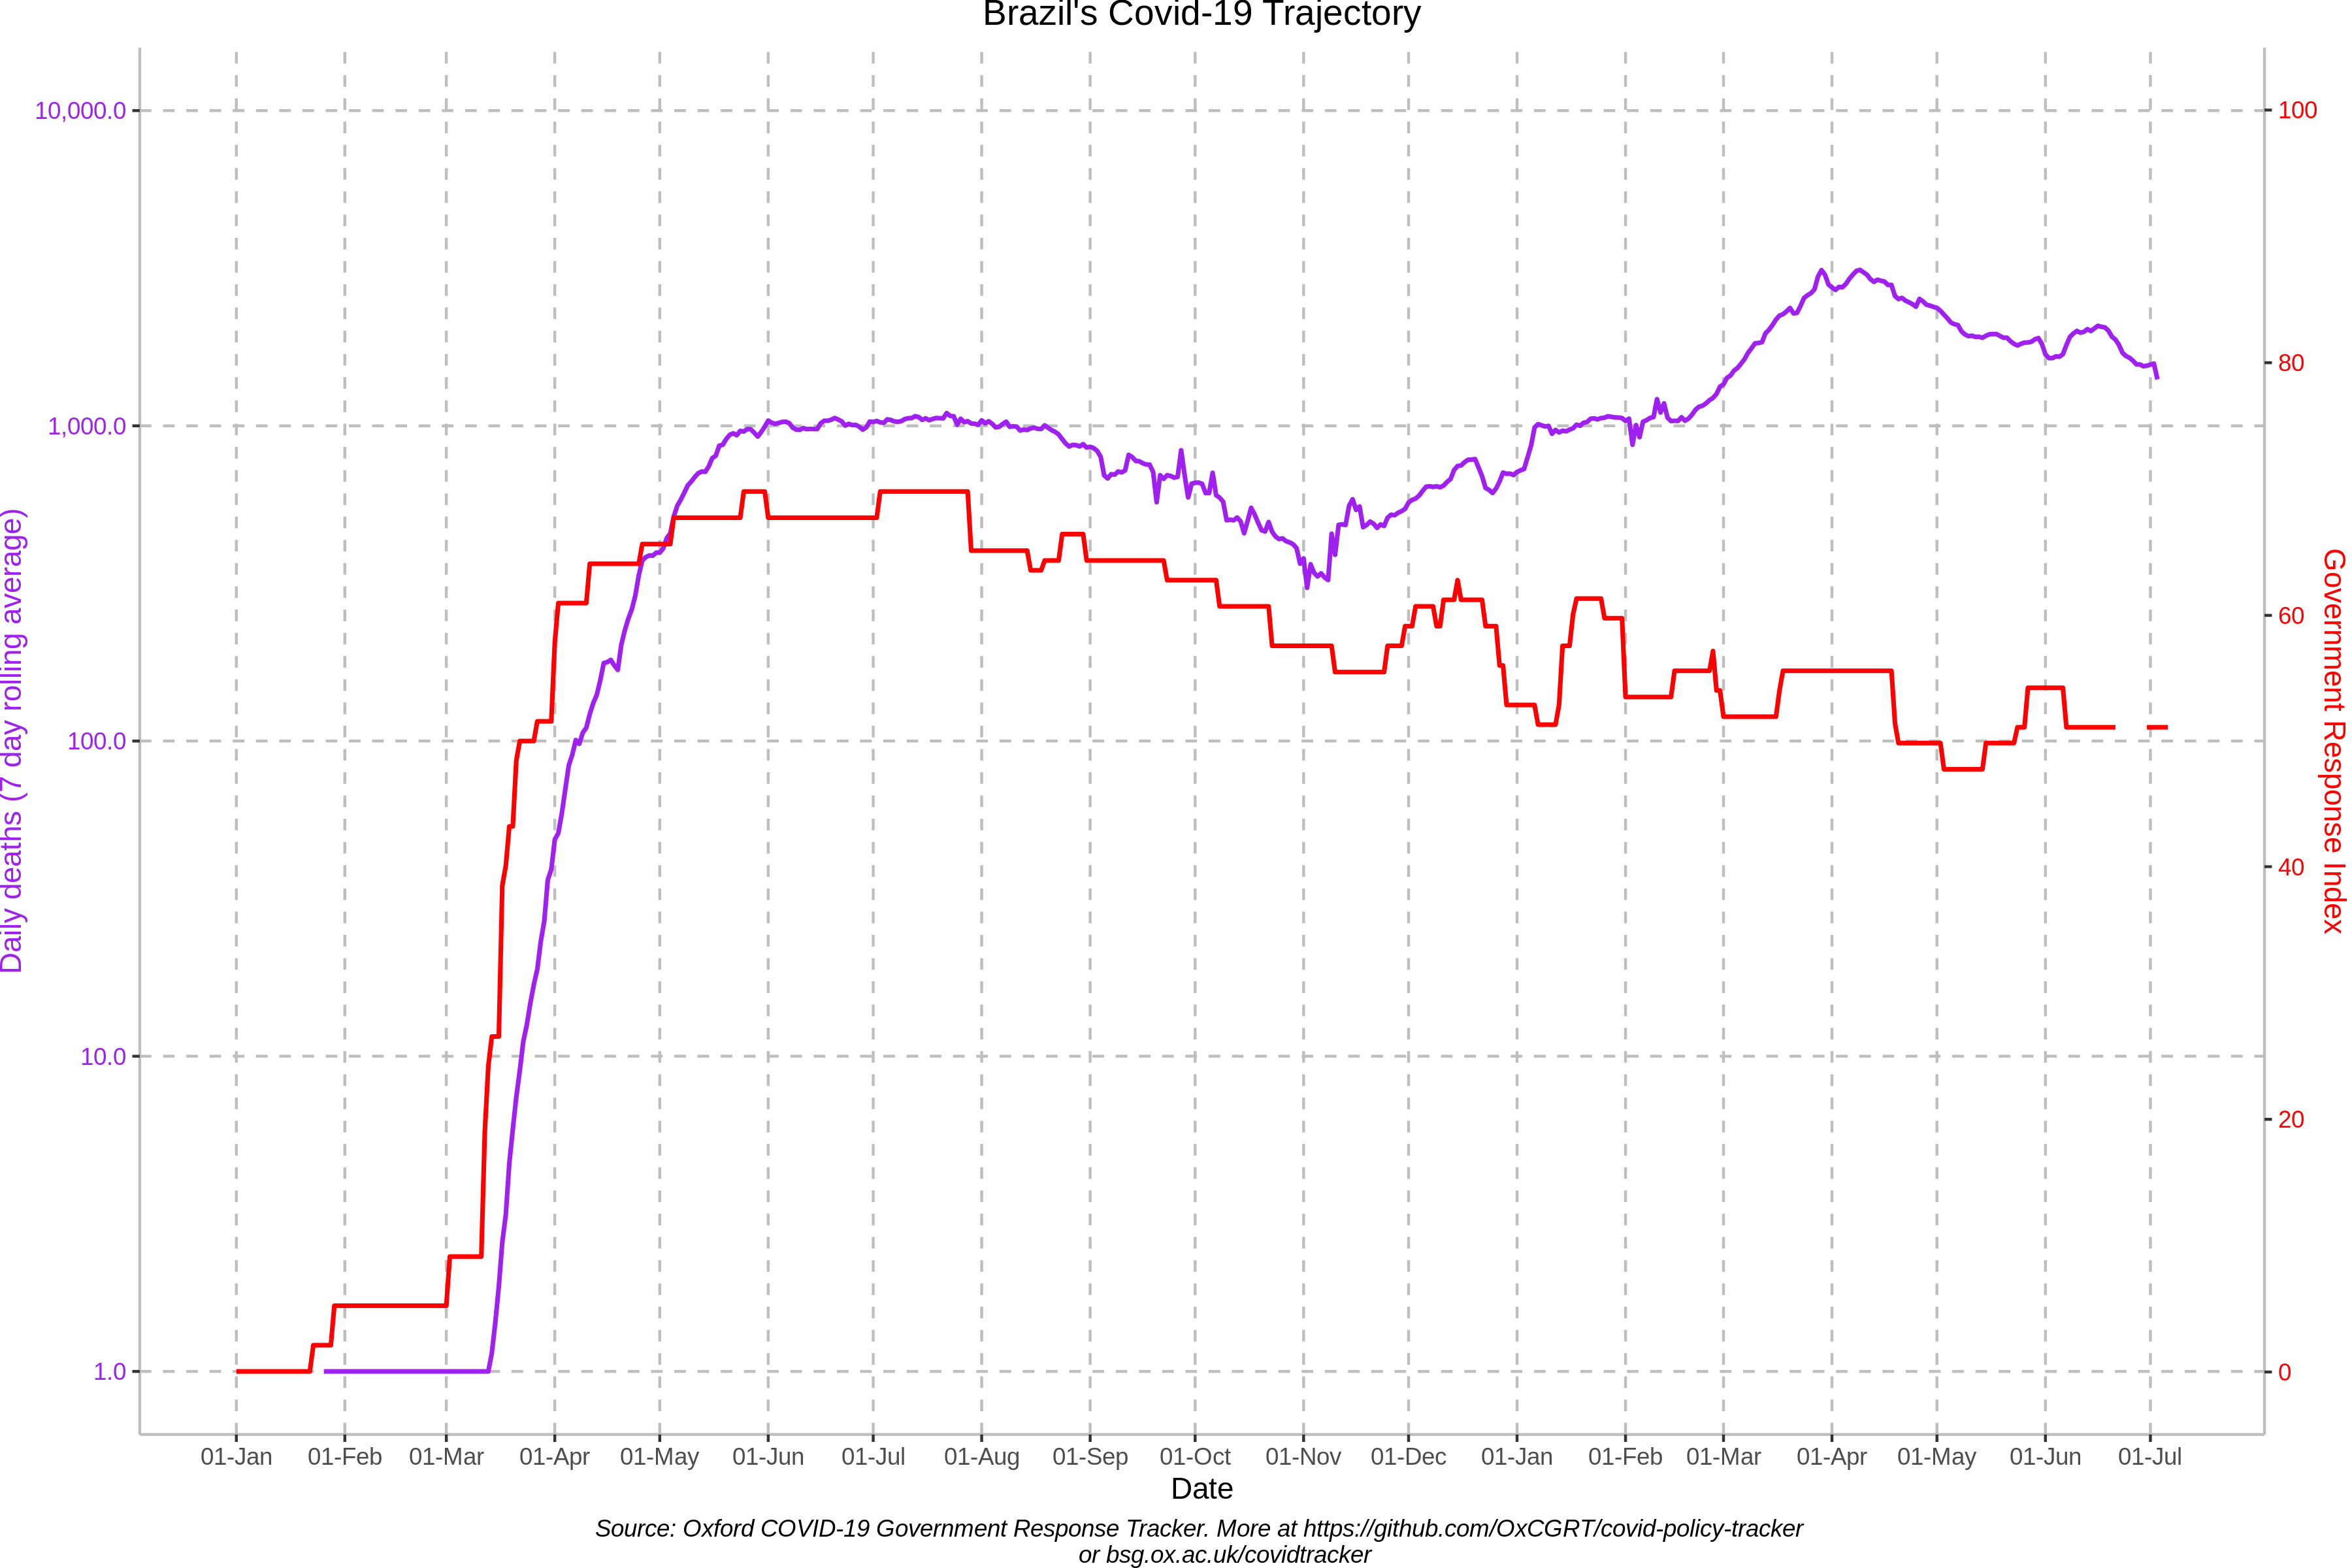 Brazil's Covid-19 Trajectory
10,000.0
1,000.0
100.0
10.0
1.0
Daily deaths (7 day rolling average)
100
80
60
40
20
0
Government Response Index
01-Jan 01-Feb 01-Mar 01-Apr 01-May 01-Jun 01-Jul 01-Aug 01-Sep 01-Oct 01-Nov 01-Dec 01-Jan 01-Feb 01-Mar 01-Apr 01-May 01-Jun 01-Jul
Date
Source: Oxford COVID-19 Government Response Tracker. More at https://github.com/OxCGRT/covid-policy-tracker
or bsg.ox.ac.uk/covidtracker